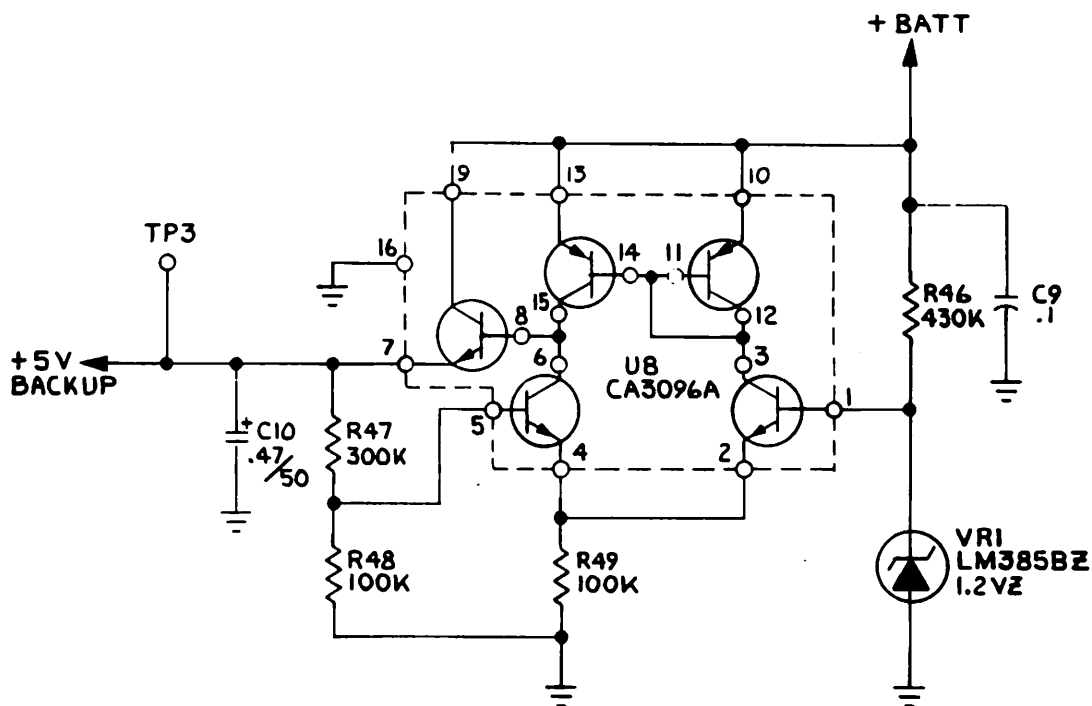 + BATT
9
13
10
TP3
16
14
11
15
12
R46
430K
C9
.1
8
+5V
BACKUP
7
6
U8
CA3096A
3
1
5
+
C10
.47/50
R47
300K
4
2
R48
100K
R49
100K
VR1
LM385BZ
1.2VZ